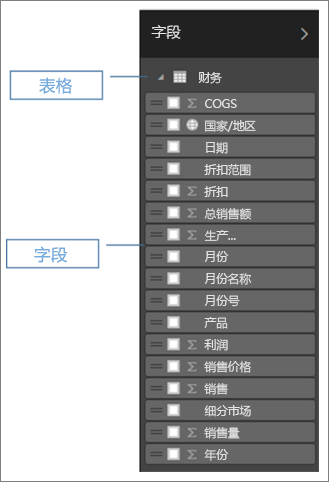 字段
表格
财务
COGS
国家/地区
日期
折扣范围
折扣
总销售额
生产...
字段
月份
月份名称
月份号
产品
利润
销售价格
销售
细分市场
销售量
年份